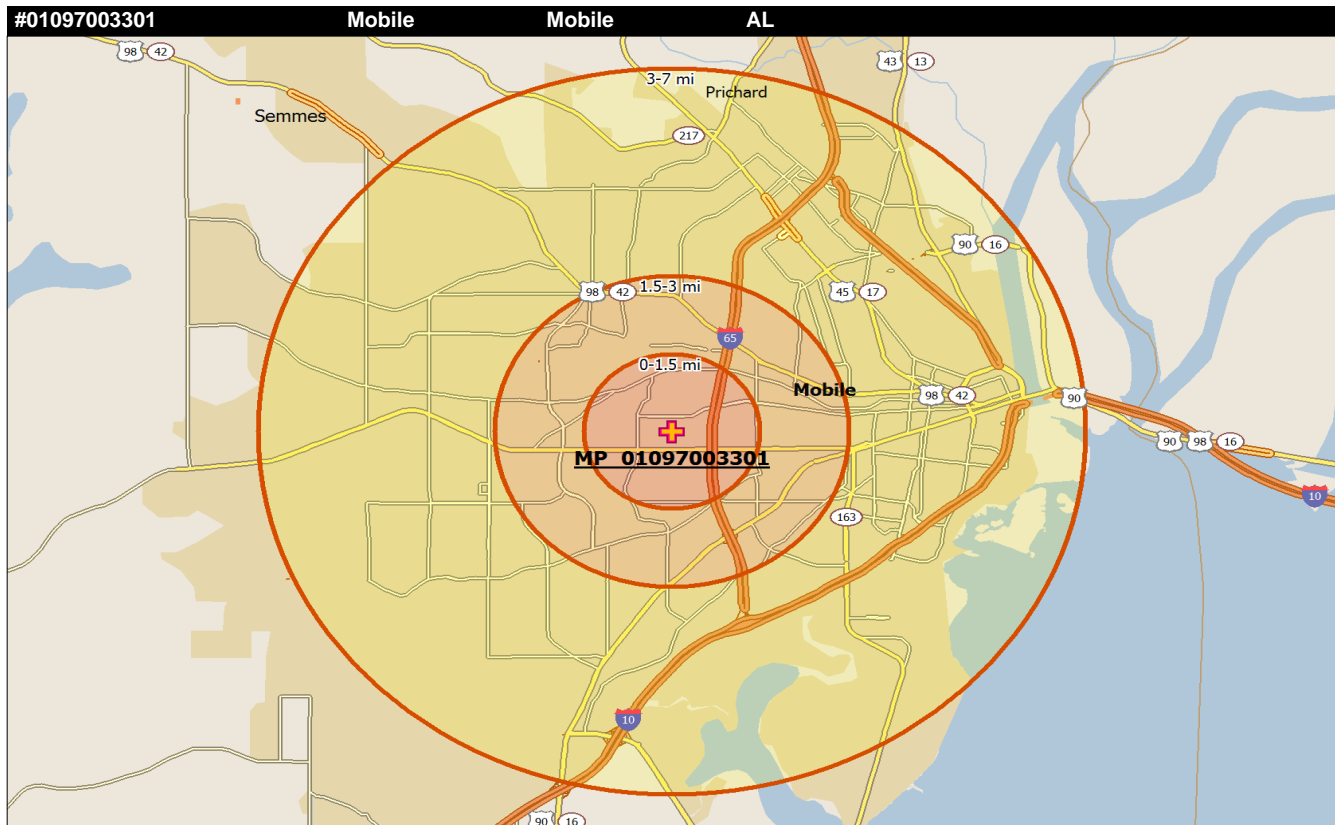 #01097003301 Mobile Mobile AL
98 42
43 13
3-7 mi
Prichard
Semmes
217
90 16
1.5-3 mi
98 42
45 17
65
0-1.5 mi
Mobile
98 42
90
MP 01097003301
90 98 16
10
163
10
90 16